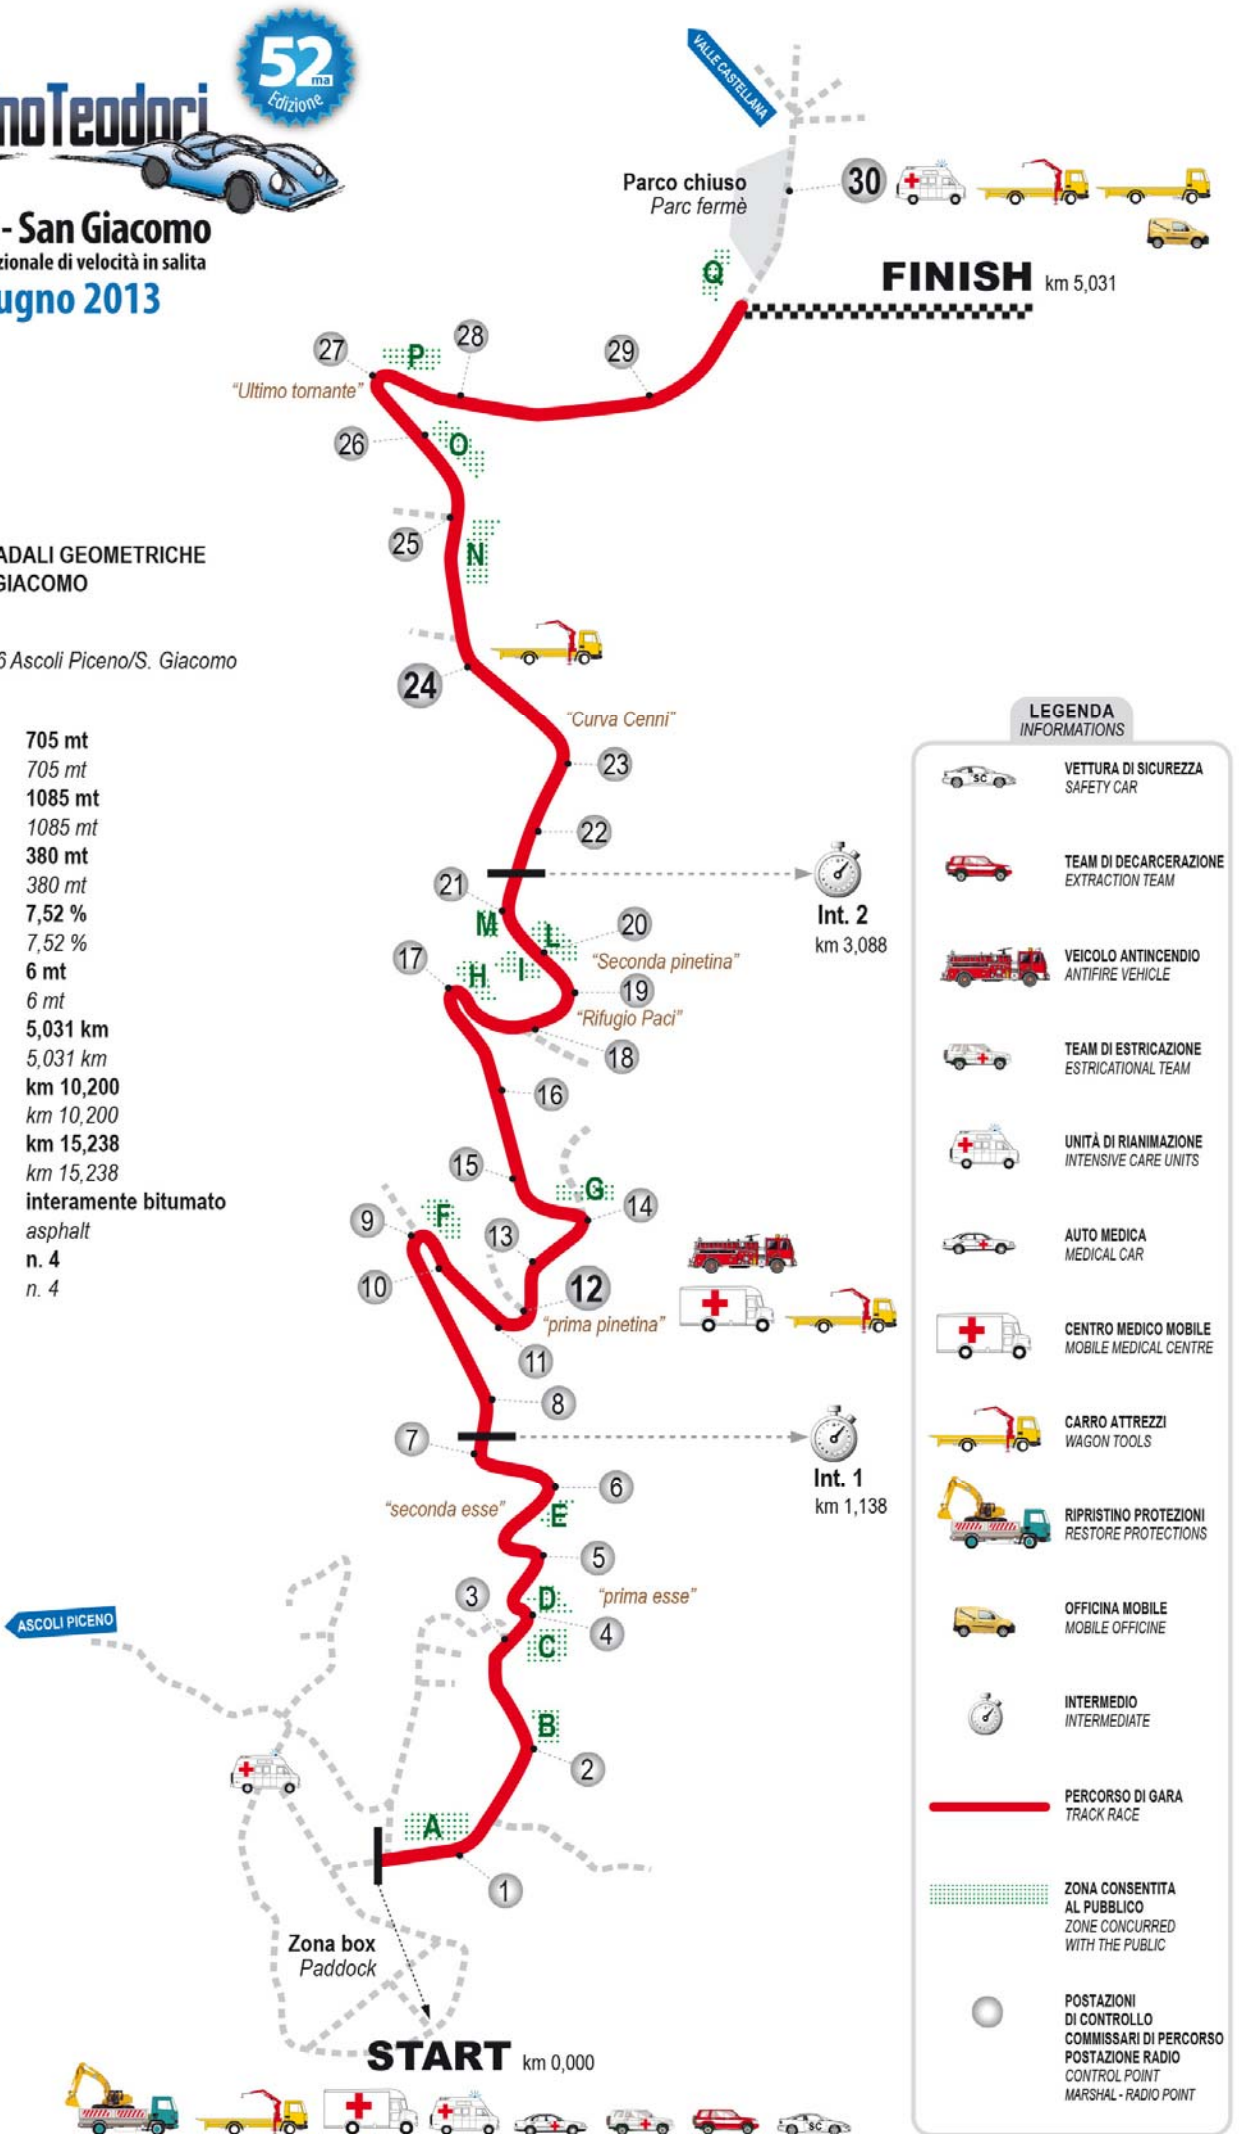 52
ma
Edizione
noTeodori
- San Giacomo
zionale di velocità in salita
ugno 2013
VALLE CASTELLANA
Parco chiuso
Parc fermè
30
FINISH km 5,031
Q
27
P
28
29
"Ultimo tornante"
26
O
25
N
ADALI GEOMETRICHE
GIACOMO
6 Ascoli Piceno/S. Giacomo
24
"Curva Cenni"
23
22
705 mt
705 mt
1085 mt
1085 mt
380 mt
380 mt
7,52 %
7,52 %
6 mt
6 mt
5,031 km
5,031 km
km 10,200
km 10,200
km 15,238
km 15,238
interamente bitumato
asphalt
n. 4
n. 4
21
Int. 2
km 3,088
M
L
20
17
H
I
"Seconda pinetina"
19
"Rifugio Paci"
18
16
15
G
14
9
F
13
10
12
"prima pinetina"
11
8
7
Int. 1
km 1,138
6
"seconda esse"
E
5
3
D
"prima esse"
4
C
ASCOLI PICENO
B
2
A
1
Zona box
Paddock
START km 0,000
SC
LEGENDA
INFORMATIONS
SC
VETTURA DI SICUREZZA
SAFETY CAR
TEAM DI DECARCERAZIONE
EXTRACTION TEAM
VEICOLO ANTINCENDIO
ANTIFIRE VEHICLE
TEAM DI ESTRICAZIONE
ESTRICATIONAL TEAM
UNITÀ DI RIANIMAZIONE
INTENSIVE CARE UNITS
AUTO MEDICA
MEDICAL CAR
CENTRO MEDICO MOBILE
MOBILE MEDICAL CENTRE
CARRO ATTREZZI
WAGON TOOLS
RIPRISTINO PROTEZIONI
RESTORE PROTECTIONS
OFFICINA MOBILE
MOBILE OFFICINE
INTERMEDIO
INTERMEDIATE
PERCORSO DI GARA
TRACK RACE
ZONA CONSENTITA
AL PUBBLICO
ZONE CONCURRED
WITH THE PUBLIC
POSTAZIONI
DI CONTROLLO
COMMISSARI DI PERCORSO
POSTAZIONE RADIO
CONTROL POINT
MARSHAL - RADIO POINT